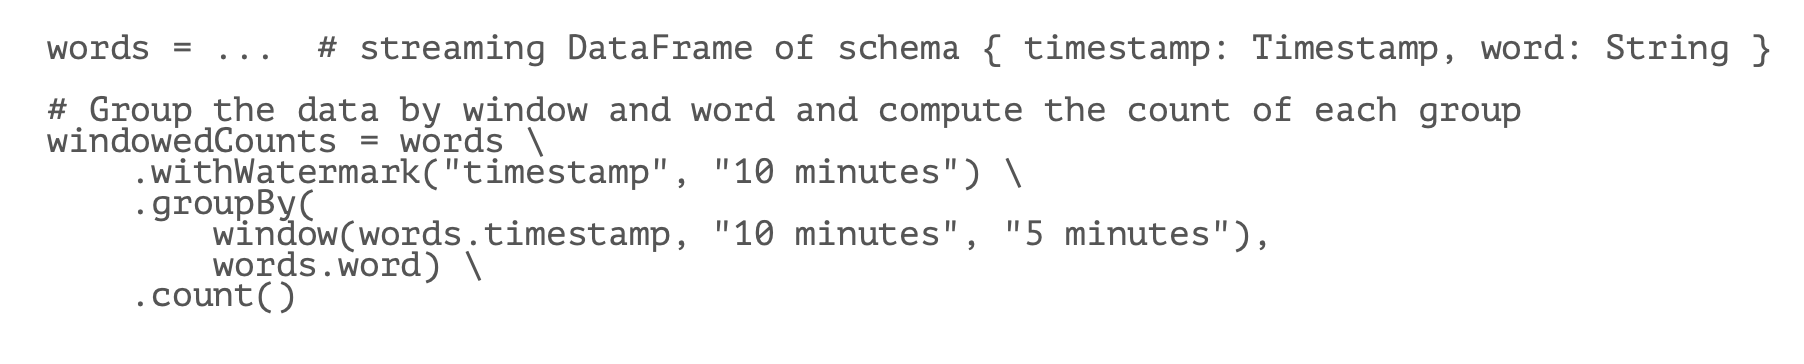 words = ...  # streaming DataFrame of schema { timestamp: Timestamp, word: String }

# Group the data by window and word and compute the count of each group
windowedCounts = words \
    .withWatermark("timestamp", "10 minutes") \
    .groupBy(
        window(words.timestamp, "10 minutes", "5 minutes"),
        words.word) \
    .count()